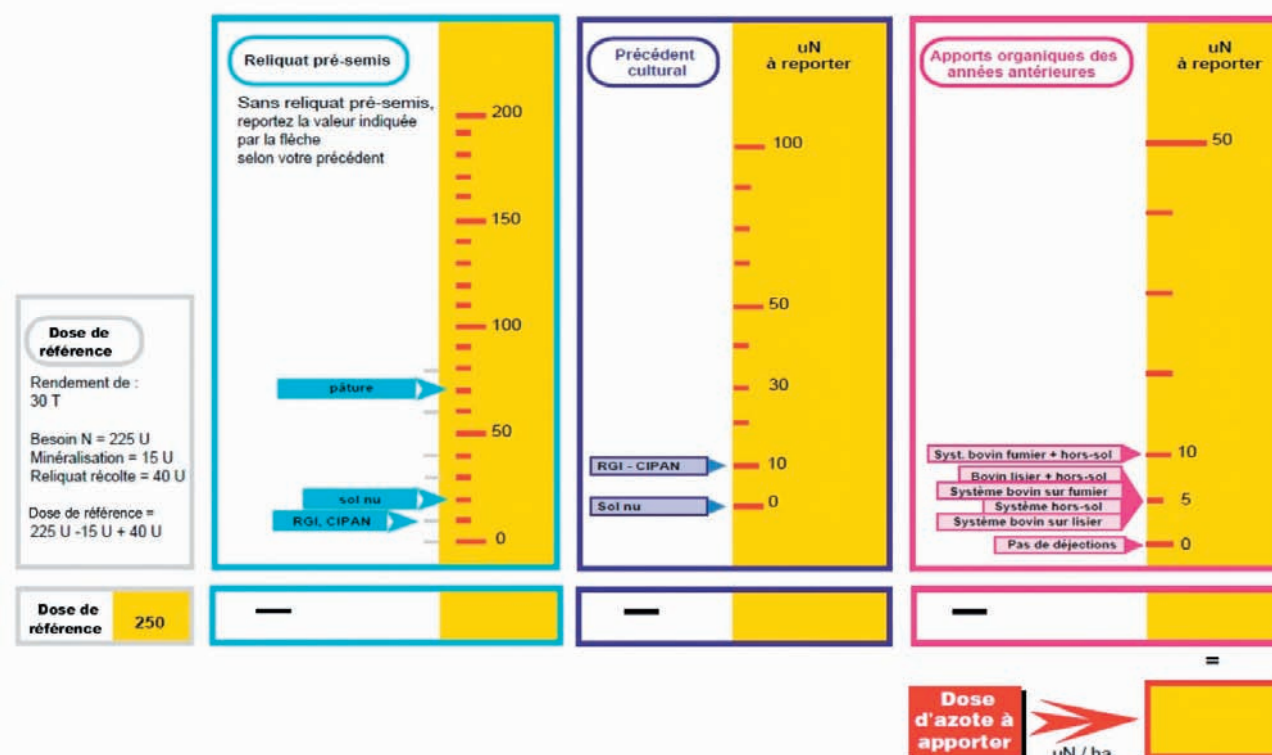 Dose de
référence
Rendement de :
30 T
Besoin N = 225 U
Minéralisation = 15 U
Reliquat récolte = 40 U
Dose de référence =
225 U -15 U + 40 U
Reliquat pré-semis
Sans reliquat pré-semis,
reportez la valeur indiquée
par la flèche
selon votre précédent
200
150
100
pâture
50
sol nu
RGI, CIPAN
0
Précédent
cultural
uN
à reporter
100
50
30
RGI - CIPAN
10
Sol nu
0
Apports organiques des
années antérieures
uN
à reporter
50
Syst. bovin fumier + hors-sol
10
Bovin lisier + hors-sol
Système bovin sur fumier
Système hors-sol
5
Système bovin sur lisier
Pas de déjections
0
Dose de
référence
250
—
—
—
=
Dose
d'azote à
apporter
uN / ha